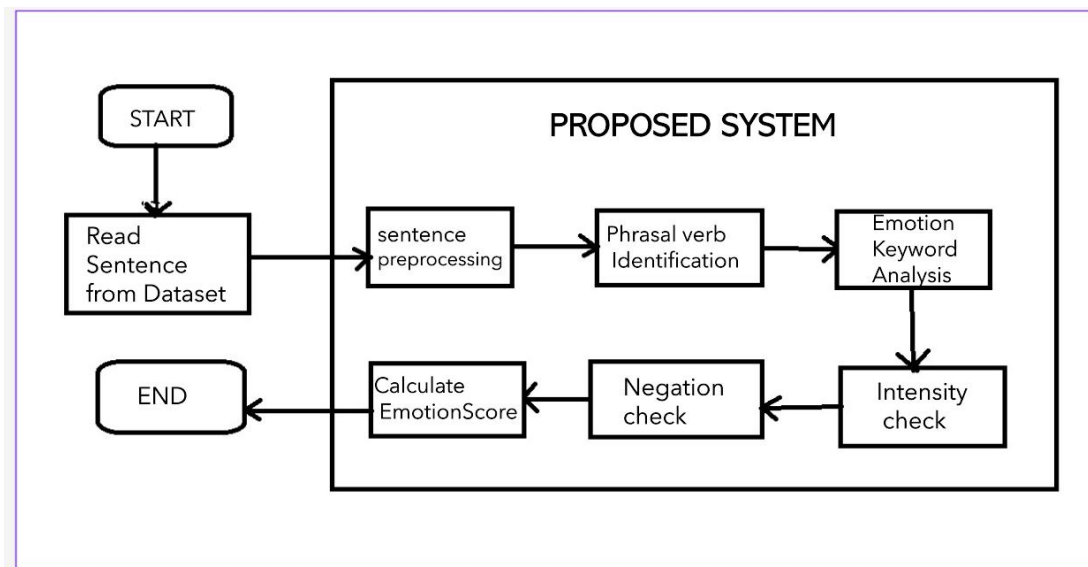 START
PROPOSED SYSTEM
Read
Sentence
from Dataset
sentence
preprocessing
Phrasal verb
Identification
Emotion
Keyword
Analysis
Intensity
check
Negation
check
Calculate
EmotionScore
END